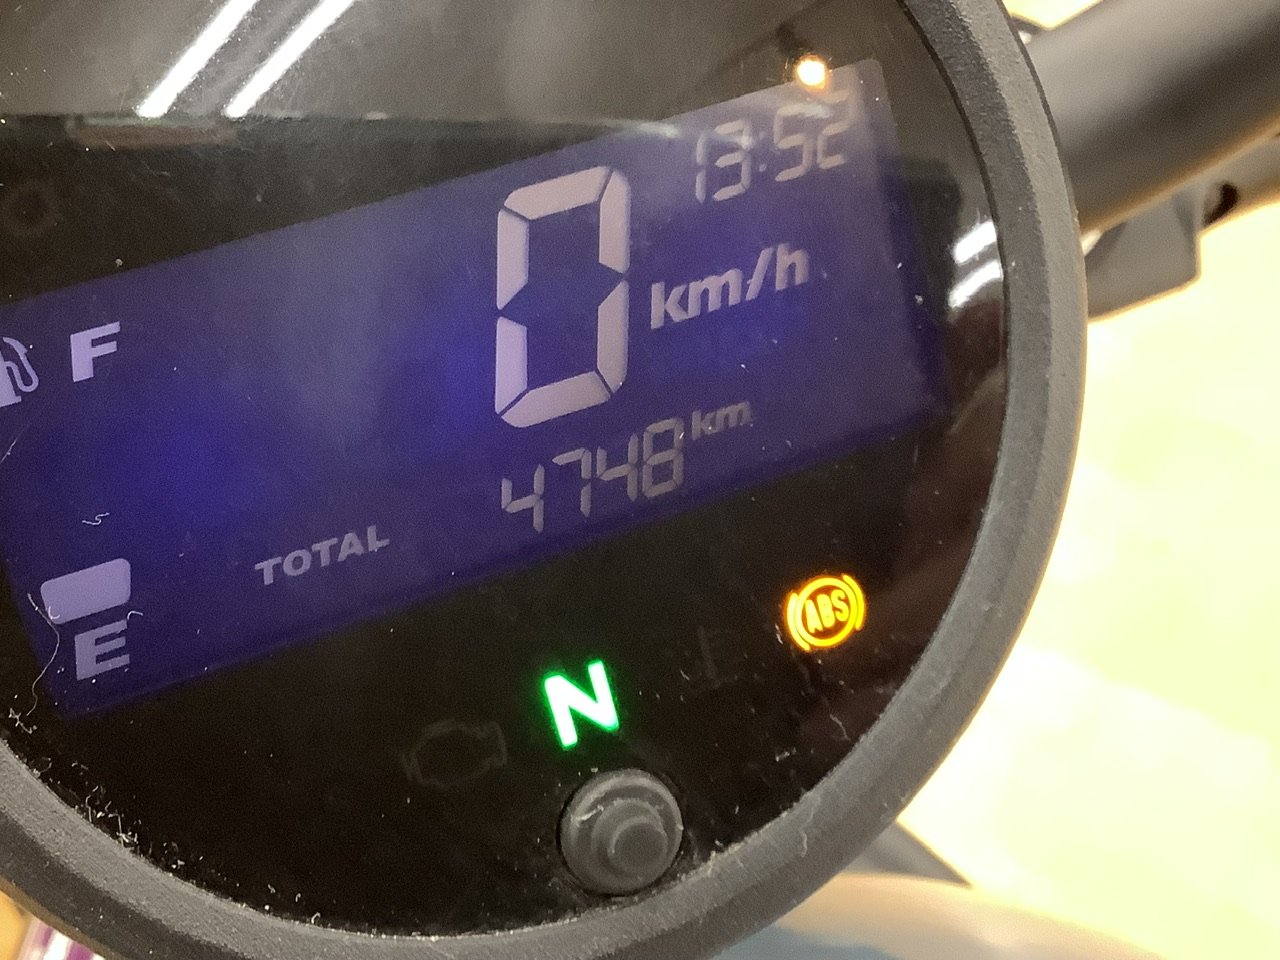 13:52
0 km/h
F
4748 km
TOTAL
E
ABS
N